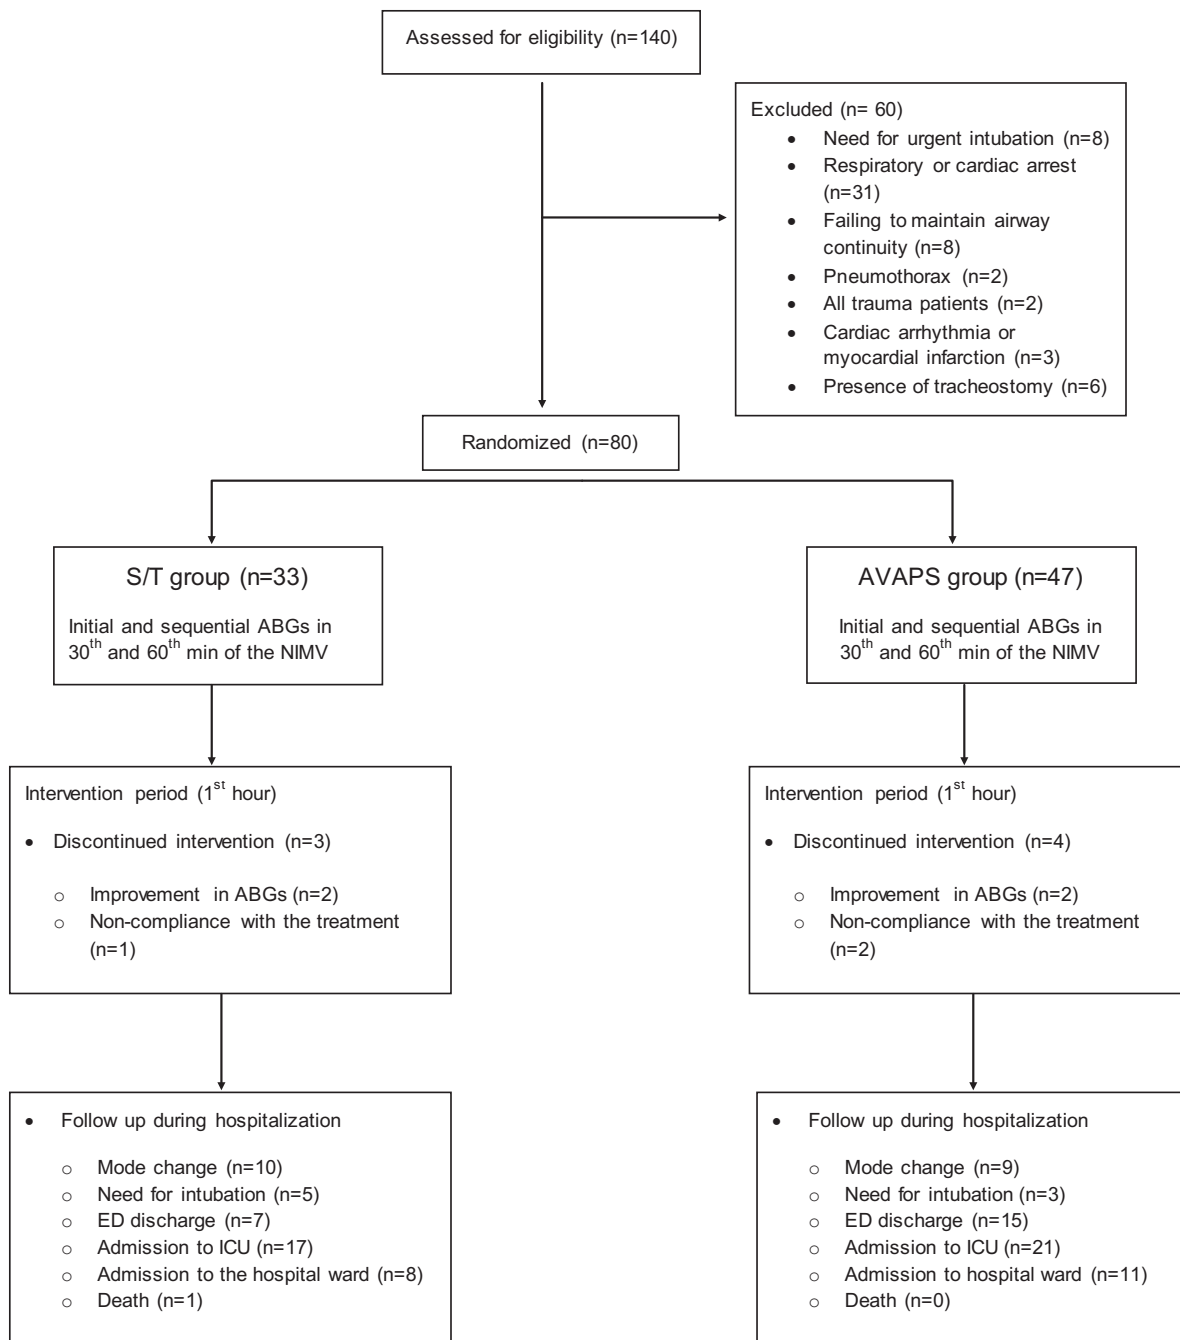 Assessed for eligibility (n=140)
Excluded (n= 60)
• Need for urgent intubation (n=8)
• Respiratory or cardiac arrest
(n=31)
• Failing to maintain airway
continuity (n=8)
• Pneumothorax (n=2)
• All trauma patients (n=2)
• Cardiac arrhythmia or
myocardial infarction (n=3)
• Presence of tracheostomy (n=6)
Randomized (n=80)
S/T group (n=33)
Initial and sequential ABGs in
30th and 60th min of the NIMV
AVAPS group (n=47)
Initial and sequential ABGs in
30th and 60th min of the NIMV
Intervention period (1st hour)
• Discontinued intervention (n=3)
○ Improvement in ABGs (n=2)
○ Non-compliance with the treatment
(n=1)
Intervention period (1st hour)
• Discontinued intervention (n=4)
○ Improvement in ABGs (n=2)
○ Non-compliance with the treatment
(n=2)
• Follow up during hospitalization
○ Mode change (n=10)
○ Need for intubation (n=5)
○ ED discharge (n=7)
○ Admission to ICU (n=17)
○ Admission to the hospital ward (n=8)
○ Death (n=1)
• Follow up during hospitalization
○ Mode change (n=9)
○ Need for intubation (n=3)
○ ED discharge (n=15)
○ Admission to ICU (n=21)
○ Admission to hospital ward (n=11)
○ Death (n=0)